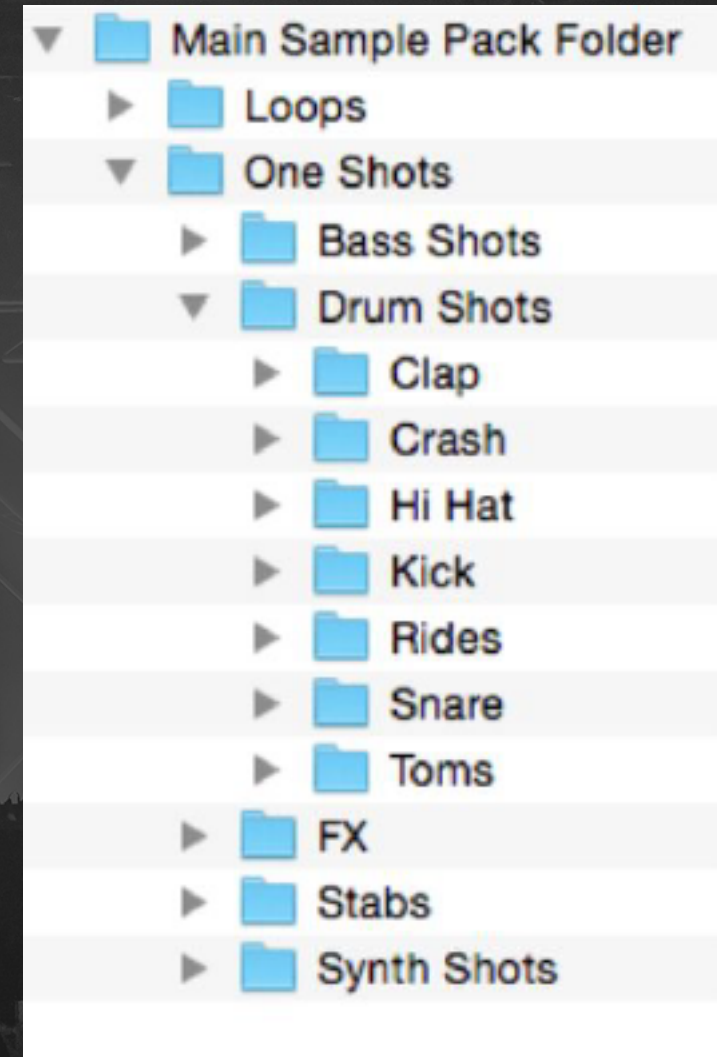 Main Sample Pack Folder
Loops
One Shots
Bass Shots
Drum Shots
Clap
Crash
Hi Hat
Kick
Rides
Snare
Toms
FX
Stabs
Synth Shots